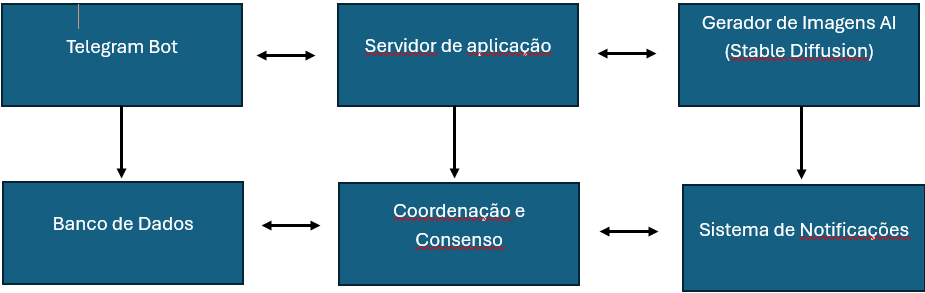 Telegram Bot
Servidor de aplicação
Gerador de Imagens AI
(Stable Diffusion)
Banco de Dados
Coordenação e
Consenso
Sistema de Notificações